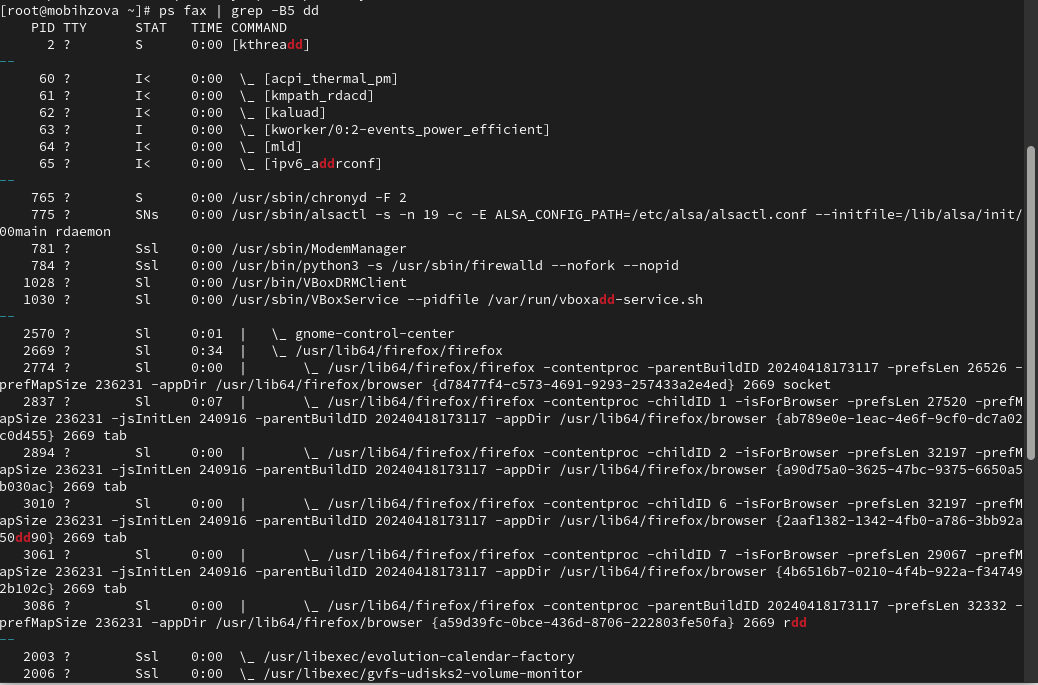 [root@mobihzova ~]# ps fax | grep -B5 dd
    PID TTY      STAT   TIME COMMAND
      2 ?        S      0:00 [kthreadd]
--
     60 ?        I<     0:00  \_ [acpi_thermal_pm]
     61 ?        I<     0:00  \_ [kmpath_rdacd]
     62 ?        I<     0:00  \_ [kaluad]
     63 ?        I      0:00  \_ [kworker/0:2-events_power_efficient]
     64 ?        I<     0:00  \_ [mld]
     65 ?        I<     0:00  \_ [ipv6_addrconf]
--
    765 ?        S      0:00 /usr/sbin/chronyd -F 2
    775 ?        SNs    0:00 /usr/sbin/alsactl -s -n 19 -c -E ALSA_CONFIG_PATH=/etc/alsa/alsactl.conf --initfile=/lib/alsa/init/
00main rdaemon
    781 ?        Ssl    0:00 /usr/sbin/ModemManager
    784 ?        Ssl    0:00 /usr/bin/python3 -s /usr/sbin/firewalld --nofork --nopid
   1028 ?        Sl     0:00 /usr/bin/VBoxDRMClient
   1030 ?        Sl     0:00 /usr/sbin/VBoxService --pidfile /var/run/vboxadd-service.sh
--
   2570 ?        Sl     0:01  |   \_ gnome-control-center
   2669 ?        Sl     0:34  |   \_ /usr/lib64/firefox/firefox
   2774 ?        Sl     0:00  |       \_ /usr/lib64/firefox/firefox -contentproc -parentBuildID 20240418173117 -prefsLen 26526 -
prefMapSize 236231 -appDir /usr/lib64/firefox/browser {d78477f4-c573-4691-9293-257433a2e4ed} 2669 socket
   2837 ?        Sl     0:07  |       \_ /usr/lib64/firefox/firefox -contentproc -childID 1 -isForBrowser -prefsLen 27520 -prefM
apSize 236231 -jsInitLen 240916 -parentBuildID 20240418173117 -appDir /usr/lib64/firefox/browser {ab789e0e-1eac-4e6f-9cf0-dc7a02
c0d455} 2669 tab
   2894 ?        Sl     0:00  |       \_ /usr/lib64/firefox/firefox -contentproc -childID 2 -isForBrowser -prefsLen 32197 -prefM
apSize 236231 -jsInitLen 240916 -parentBuildID 20240418173117 -appDir /usr/lib64/firefox/browser {a90d75a0-3625-47bc-9375-6650a5
b030ac} 2669 tab
   3010 ?        Sl     0:00  |       \_ /usr/lib64/firefox/firefox -contentproc -childID 6 -isForBrowser -prefsLen 32197 -prefM
apSize 236231 -jsInitLen 240916 -parentBuildID 20240418173117 -appDir /usr/lib64/firefox/browser {2aaf1382-1342-4fb0-a786-3bb92a
50dd90} 2669 tab
   3061 ?        Sl     0:00  |       \_ /usr/lib64/firefox/firefox -contentproc -childID 7 -isForBrowser -prefsLen 29067 -prefM
apSize 236231 -jsInitLen 240916 -parentBuildID 20240418173117 -appDir /usr/lib64/firefox/browser {4b6516b7-0210-4f4b-922a-f34749
2b102c} 2669 tab
   3086 ?        Sl     0:00  |       \_ /usr/lib64/firefox/firefox -contentproc -parentBuildID 20240418173117 -prefsLen 32332 -
prefMapSize 236231 -appDir /usr/lib64/firefox/browser {a59d39fc-0bce-436d-8706-222803fe50fa} 2669 rdd
--
   2003 ?        Ssl    0:00  \_ /usr/libexec/evolution-calendar-factory
   2006 ?        Ssl    0:00  \_ /usr/libexec/gvfs-udisks2-volume-monitor